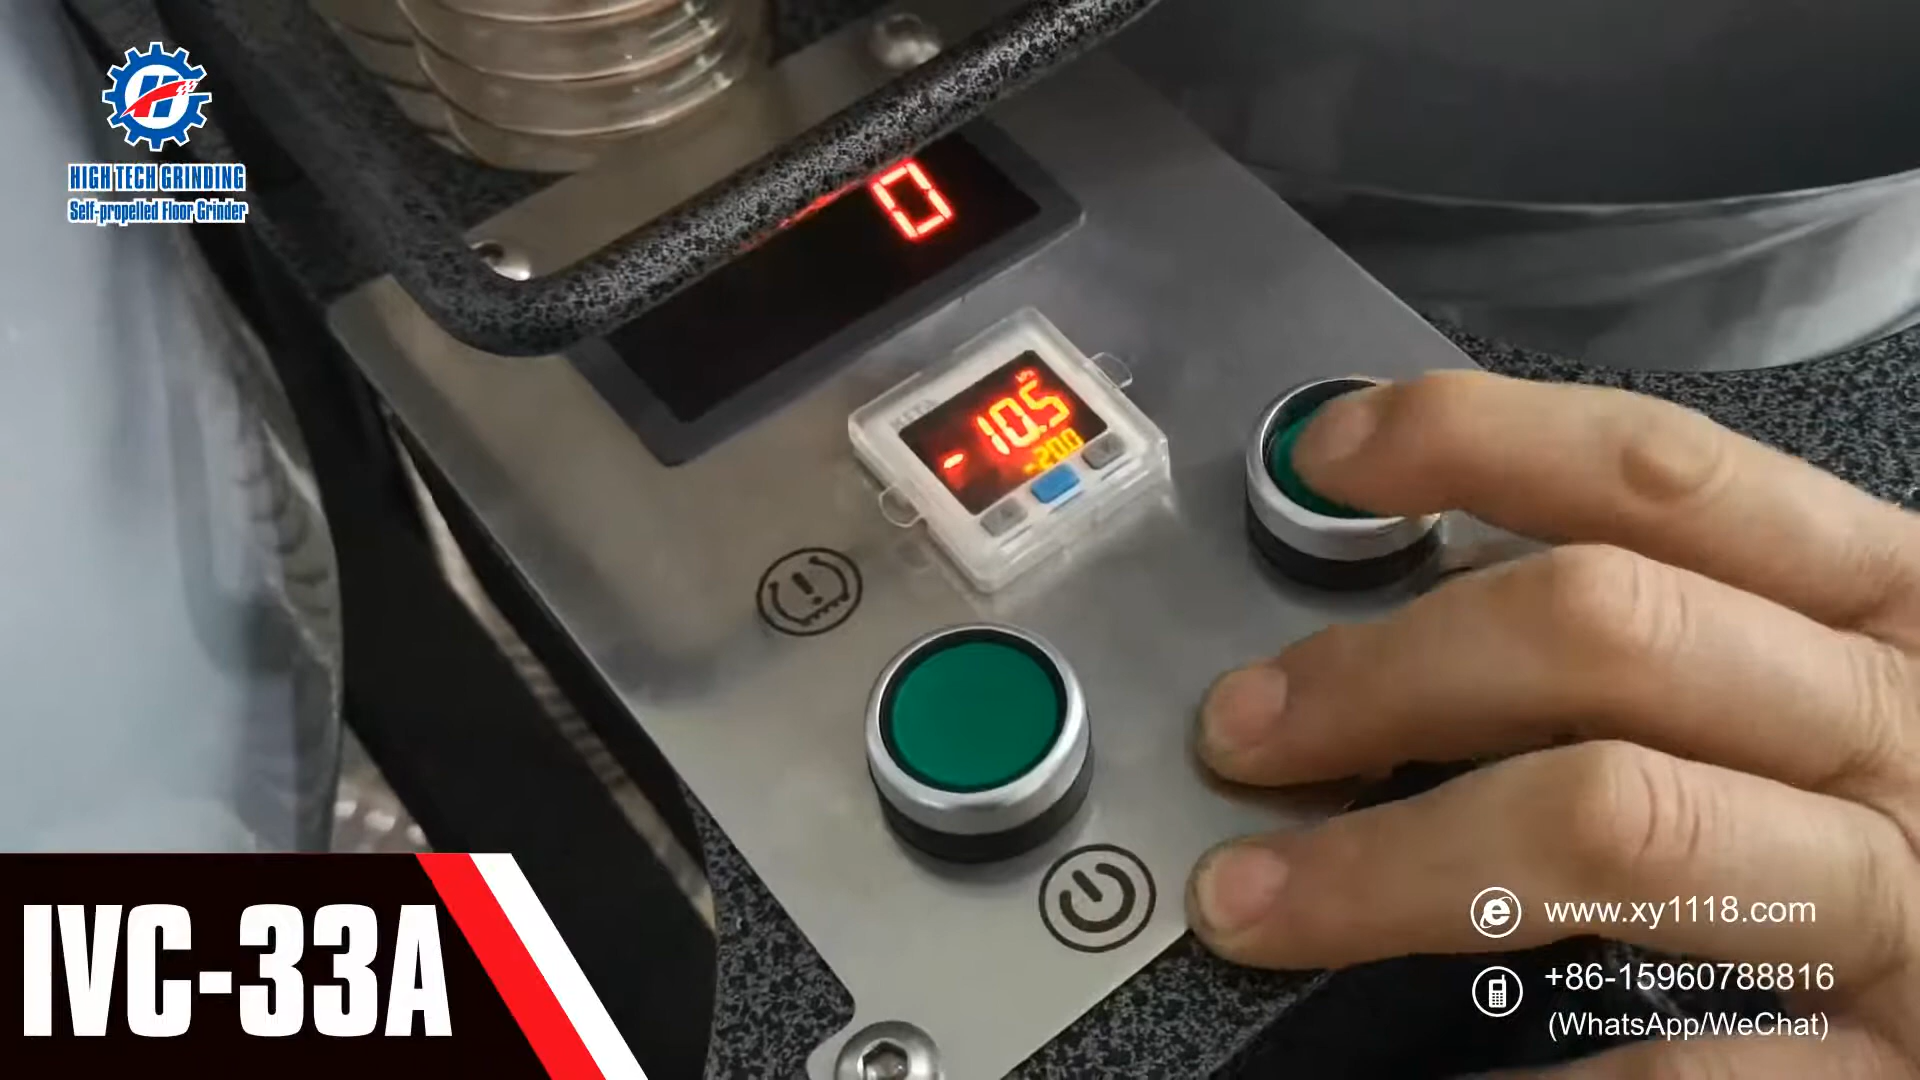 HIGH TECH GRINDING
Self-propelled Floor Grinder
0
-10.5
-20.0
IVC-33A
www.xy1118.com
+86-15960788816
(WhatsApp/WeChat)